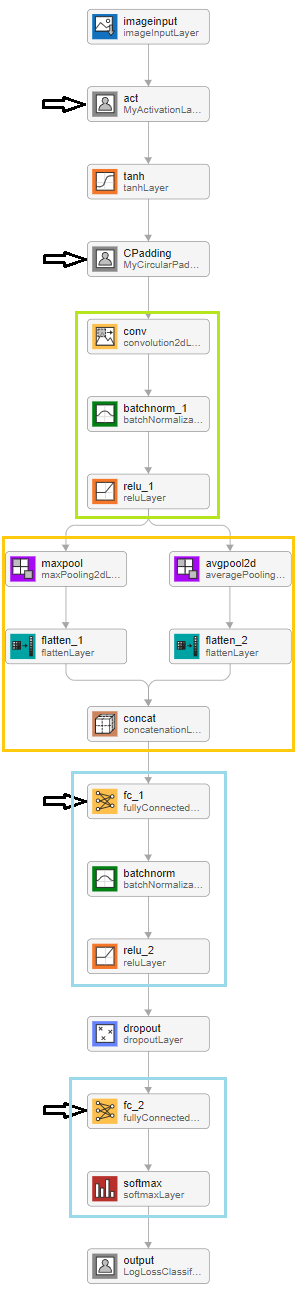 imageinput
imageInputLayer
act
MyActivationLa...
tanh
tanhLayer
CPadding
MyCircularPad...
conv
convolution2dL...
batchnorm_1
batchNormaliza...
relu_1
reluLayer
maxpool
maxPooling2dL...
avgpool2d
averagePooling...
flatten_1
flattenLayer
flatten_2
flattenLayer
concat
concatenationL...
fc_1
fullyConnected...
batchnorm
batchNormaliza...
relu_2
reluLayer
dropout
dropoutLayer
fc_2
fullyConnected...
softmax
softmaxLayer
output
LogLossClassif...